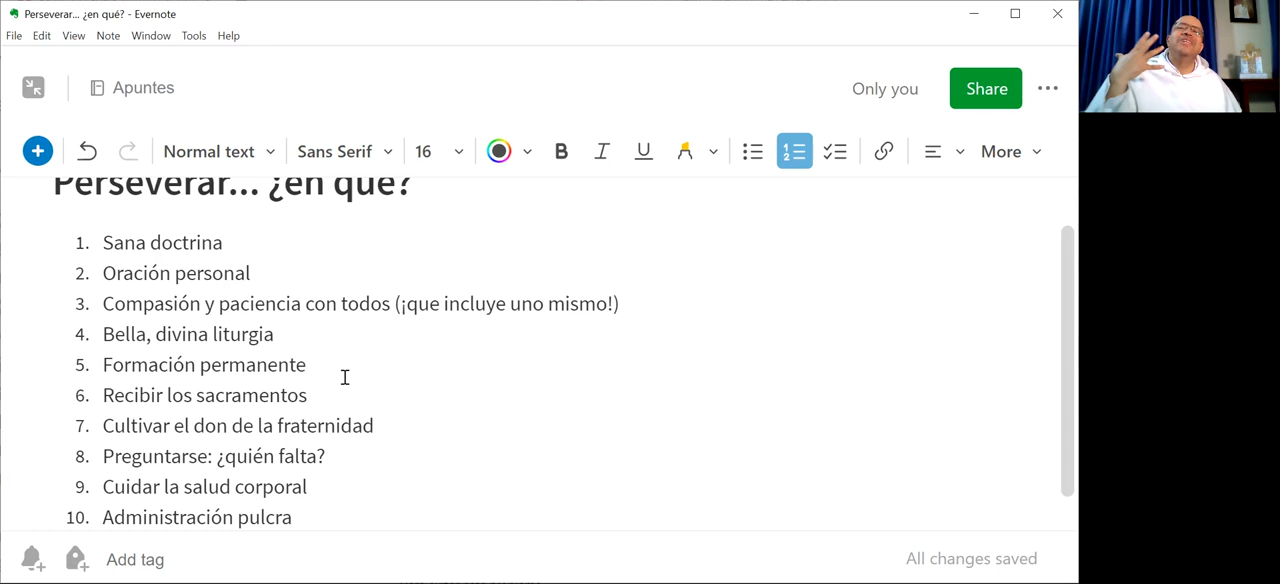 Perseverar... ¿en qué? - Evernote
File Edit View Note Window Tools Help
Apuntes Only you Share
Normal text Sans Serif 16 B I U More
Perseverar... ¿en qué?
1. Sana doctrina
2. Oración personal
3. Compasión y paciencia con todos (¡que incluye uno mismo!)
4. Bella, divina liturgia
5. Formación permanente
6. Recibir los sacramentos
7. Cultivar el don de la fraternidad
8. Preguntarse: ¿quién falta?
9. Cuidar la salud corporal
10. Administración pulcra
Add tag All changes saved